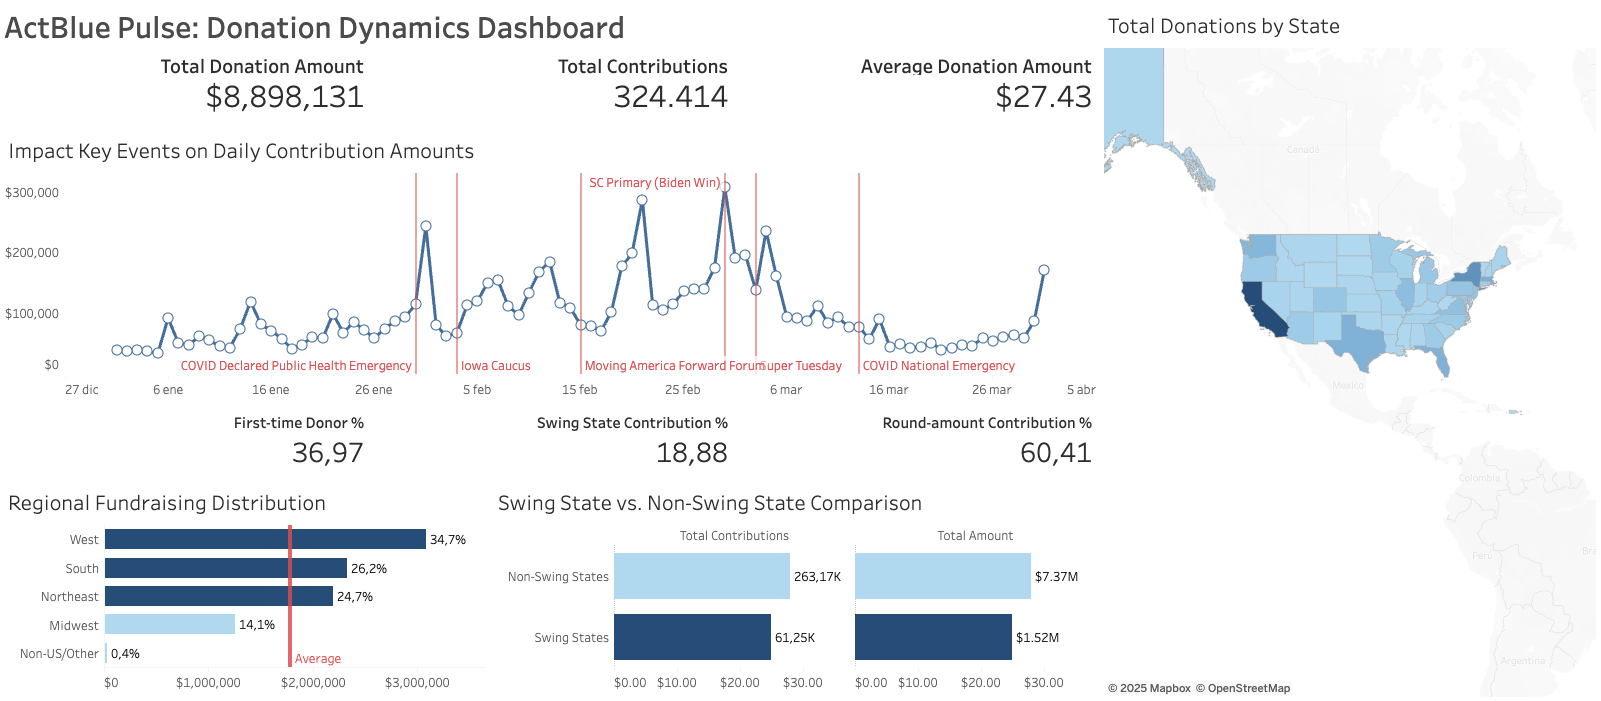 ActBlue Pulse: Donation Dynamics Dashboard
Total Donation Amount
$8,898,131
Total Contributions
324.414
Average Donation Amount
$27.43
Impact Key Events on Daily Contribution Amounts
$300,000
$200,000
$100,000
$0
SC Primary (Biden Win)
COVID Declared Public Health Emergency
Iowa Caucus
Moving America Forward Forum
Super Tuesday
COVID National Emergency
27 dic
6 ene
16 ene
26 ene
5 feb
15 feb
25 feb
6 mar
16 mar
26 mar
5 abr
First-time Donor %
36,97
Swing State Contribution %
18,88
Round-amount Contribution %
60,41
Regional Fundraising Distribution
West
34,7%
South
26,2%
Northeast
24,7%
Midwest
14,1%
Non-US/Other
0,4%
Average
$0
$1,000,000
$2,000,000
$3,000,000
Swing State vs. Non-Swing State Comparison
Total Contributions
Total Amount
Non-Swing States
263,17K
$7.37M
Swing States
61,25K
$1.52M
$0.00
$10.00
$20.00
$30.00
$0.00
$10.00
$20.00
$30.00
Total Donations by State
Canada
Mexico
Colombia
Peru
Bra
Argentina
© 2025 Mapbox © OpenStreetMap